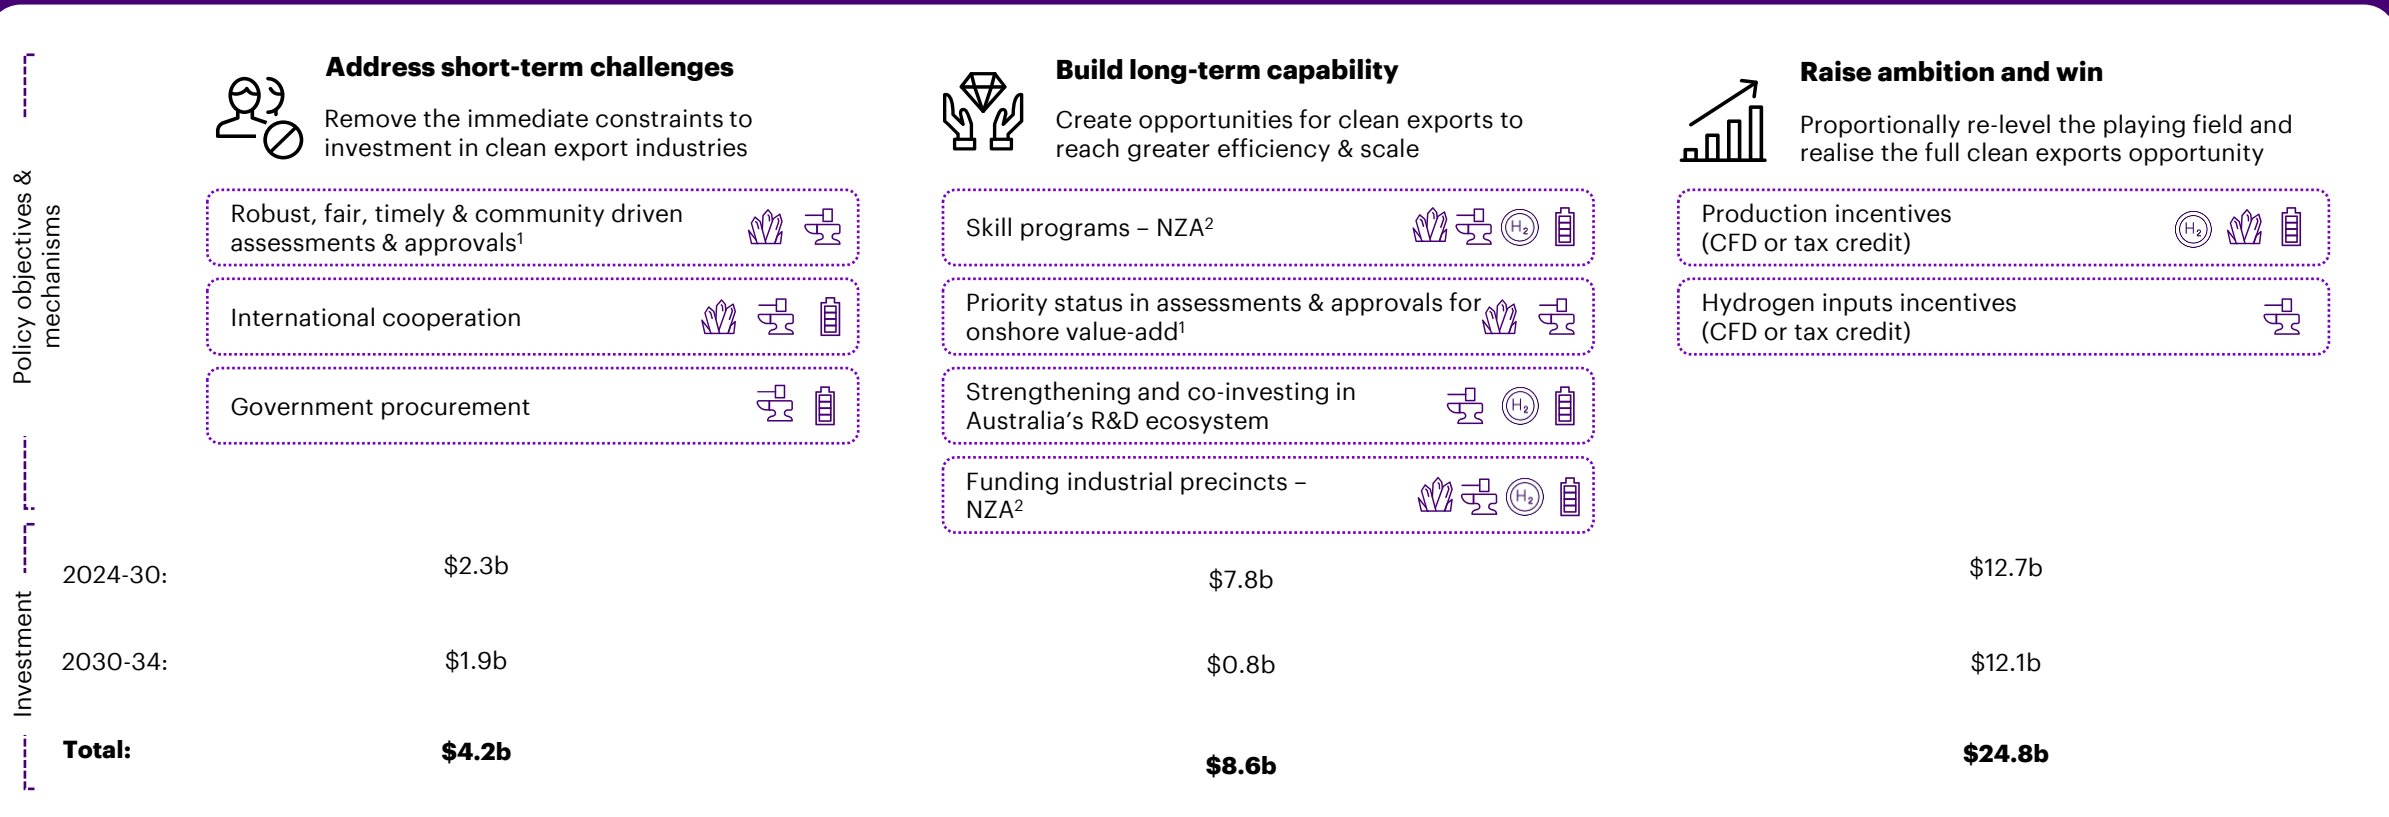 Policy objectives &
mechanisms
Address short-term challenges
Remove the immediate constraints to
investment in clean export industries
Robust, fair, timely & community driven
assessments & approvals¹
International cooperation
Government procurement
Build long-term capability
Create opportunities for clean exports to
reach greater efficiency & scale
Skill programs – NZA²
H₂
Priority status in assessments & approvals for
onshore value-add¹
Strengthening and co-investing in
Australia's R&D ecosystem
H₂
Funding industrial precincts –
NZA²
H₂
Raise ambition and win
Proportionally re-level the playing field and
realise the full clean exports opportunity
Production incentives
(CFD or tax credit)
H₂
Hydrogen inputs incentives
(CFD or tax credit)
Investment
2024-30:
$2.3b
$7.8b
$12.7b
2030-34:
$1.9b
$0.8b
$12.1b
Total:
$4.2b
$8.6b
$24.8b